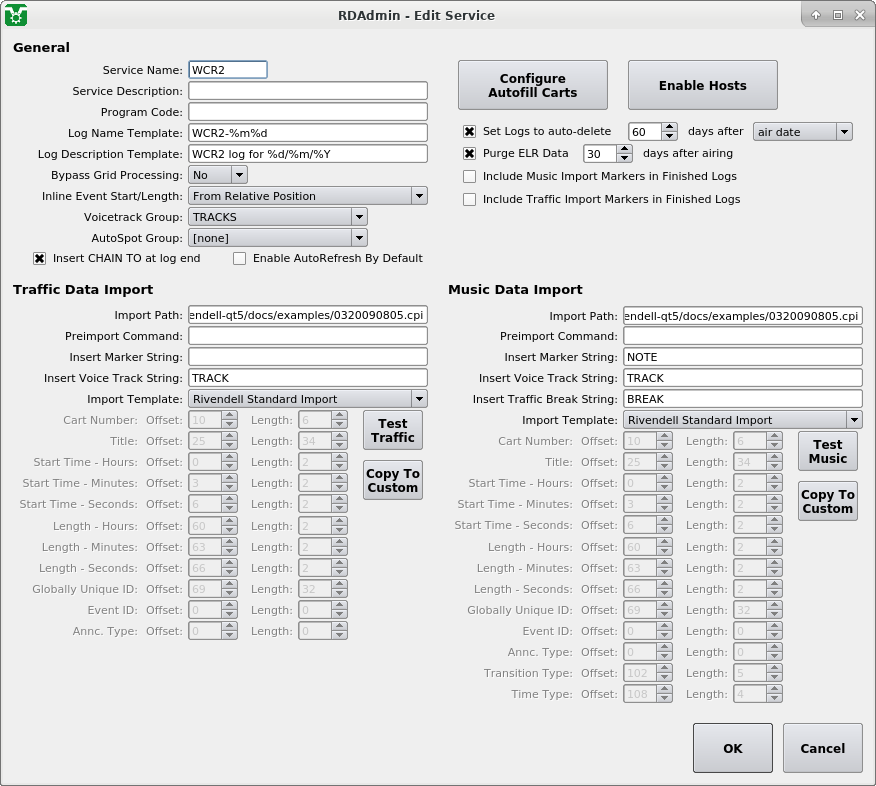 RDAdmin - Edit Service
General
Service Name: WCR2
Service Description:
Program Code:
Log Name Template: WCR2-%m%d
Log Description Template: WCR2 log for %d/%m/%Y
Bypass Grid Processing: No
Inline Event Start/Length: From Relative Position
Voicetrack Group: TRACKS
AutoSpot Group: [none]
Insert CHAIN TO at log end Enable AutoRefresh By Default
Configure
Autofill Carts
Enable Hosts
Set Logs to auto-delete 60 days after air date
Purge ELR Data 30 days after airing
Include Music Import Markers in Finished Logs
Include Traffic Import Markers in Finished Logs
Traffic Data Import
Import Path: endell-qt5/docs/examples/0320090805.cpi
Preimport Command:
Insert Marker String:
Insert Voice Track String: TRACK
Import Template: Rivendell Standard Import
Cart Number: Offset: 10 Length: 6
Title: Offset: 25 Length: 34
Start Time - Hours: Offset: 0 Length: 2
Start Time - Minutes: Offset: 3 Length: 2
Start Time - Seconds: Offset: 6 Length: 2
Length - Hours: Offset: 60 Length: 2
Length - Minutes: Offset: 63 Length: 2
Length - Seconds: Offset: 66 Length: 2
Globally Unique ID: Offset: 69 Length: 32
Event ID: Offset: 0 Length: 0
Annc. Type: Offset: 0 Length: 0
Test
Traffic
Copy To
Custom
Music Data Import
Import Path: endell-qt5/docs/examples/0320090805.cpi
Preimport Command:
Insert Marker String: NOTE
Insert Voice Track String: TRACK
Insert Traffic Break String: BREAK
Import Template: Rivendell Standard Import
Cart Number: Offset: 10 Length: 6
Title: Offset: 25 Length: 34
Start Time - Hours: Offset: 0 Length: 2
Start Time - Minutes: Offset: 3 Length: 2
Start Time - Seconds: Offset: 6 Length: 2
Length - Hours: Offset: 60 Length: 2
Length - Minutes: Offset: 63 Length: 2
Length - Seconds: Offset: 66 Length: 2
Globally Unique ID: Offset: 69 Length: 32
Event ID: Offset: 0 Length: 0
Annc. Type: Offset: 0 Length: 0
Transition Type: Offset: 102 Length: 5
Time Type: Offset: 108 Length: 4
Test
Music
Copy To
Custom
OK
Cancel